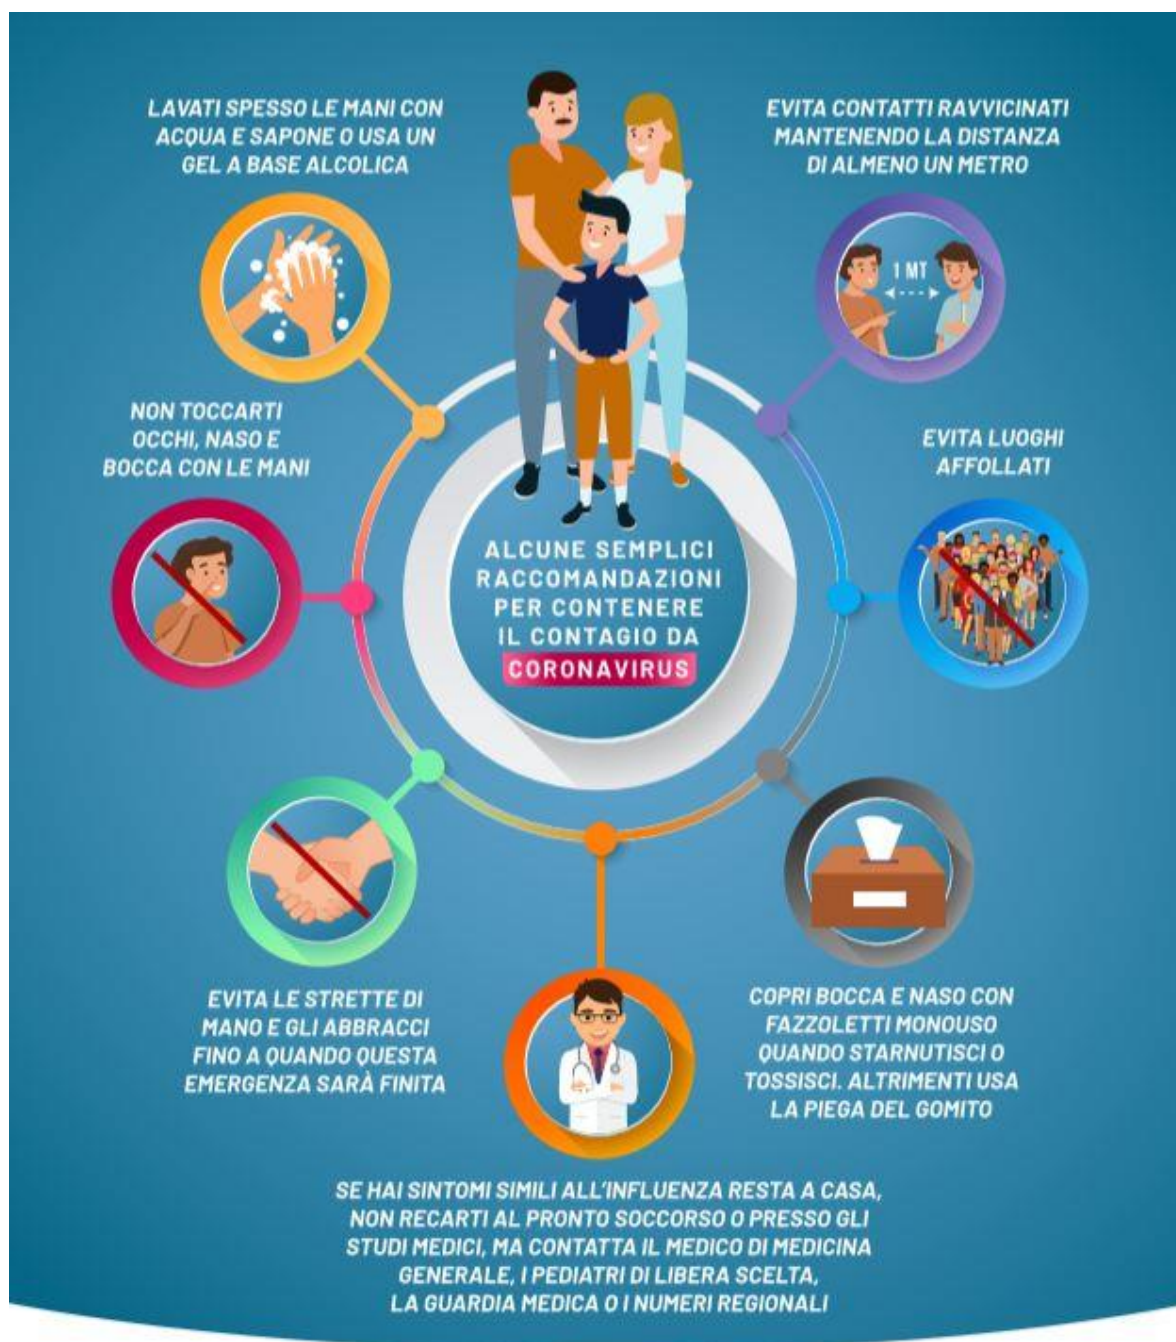 LAVATI SPESSO LE MANI CON
ACQUA E SAPONE O USA UN
GEL A BASE ALCOLICA
EVITA CONTATTI RAVVICINATI
MANTENENDO LA DISTANZA
DI ALMENO UN METRO
1 MT
NON TOCCARTI
OCCHI, NASO E
BOCCA CON LE MANI
EVITA LUOGHI
AFFOLLATI
ALCUNE SEMPLICI
RACCOMANDAZIONI
PER CONTENERE
IL CONTAGIO DA
CORONAVIRUS
EVITA LE STRETTE DI
MANO E GLI ABBRACCI
FINO A QUANDO QUESTA
EMERGENZA SARÀ FINITA
COPRI BOCCA E NASO CON
FAZZOLETTI MONOUSO
QUANDO STARNUTISCI O
TOSSISCI. ALTRIMENTI USA
LA PIEGA DEL GOMITO
SE HAI SINTOMI SIMILI ALL'INFLUENZA RESTA A CASA,
NON RECARTI AL PRONTO SOCCORSO O PRESSO GLI
STUDI MEDICI, MA CONTATTA IL MEDICO DI MEDICINA
GENERALE, I PEDIATRI DI LIBERA SCELTA,
LA GUARDIA MEDICA O I NUMERI REGIONALI